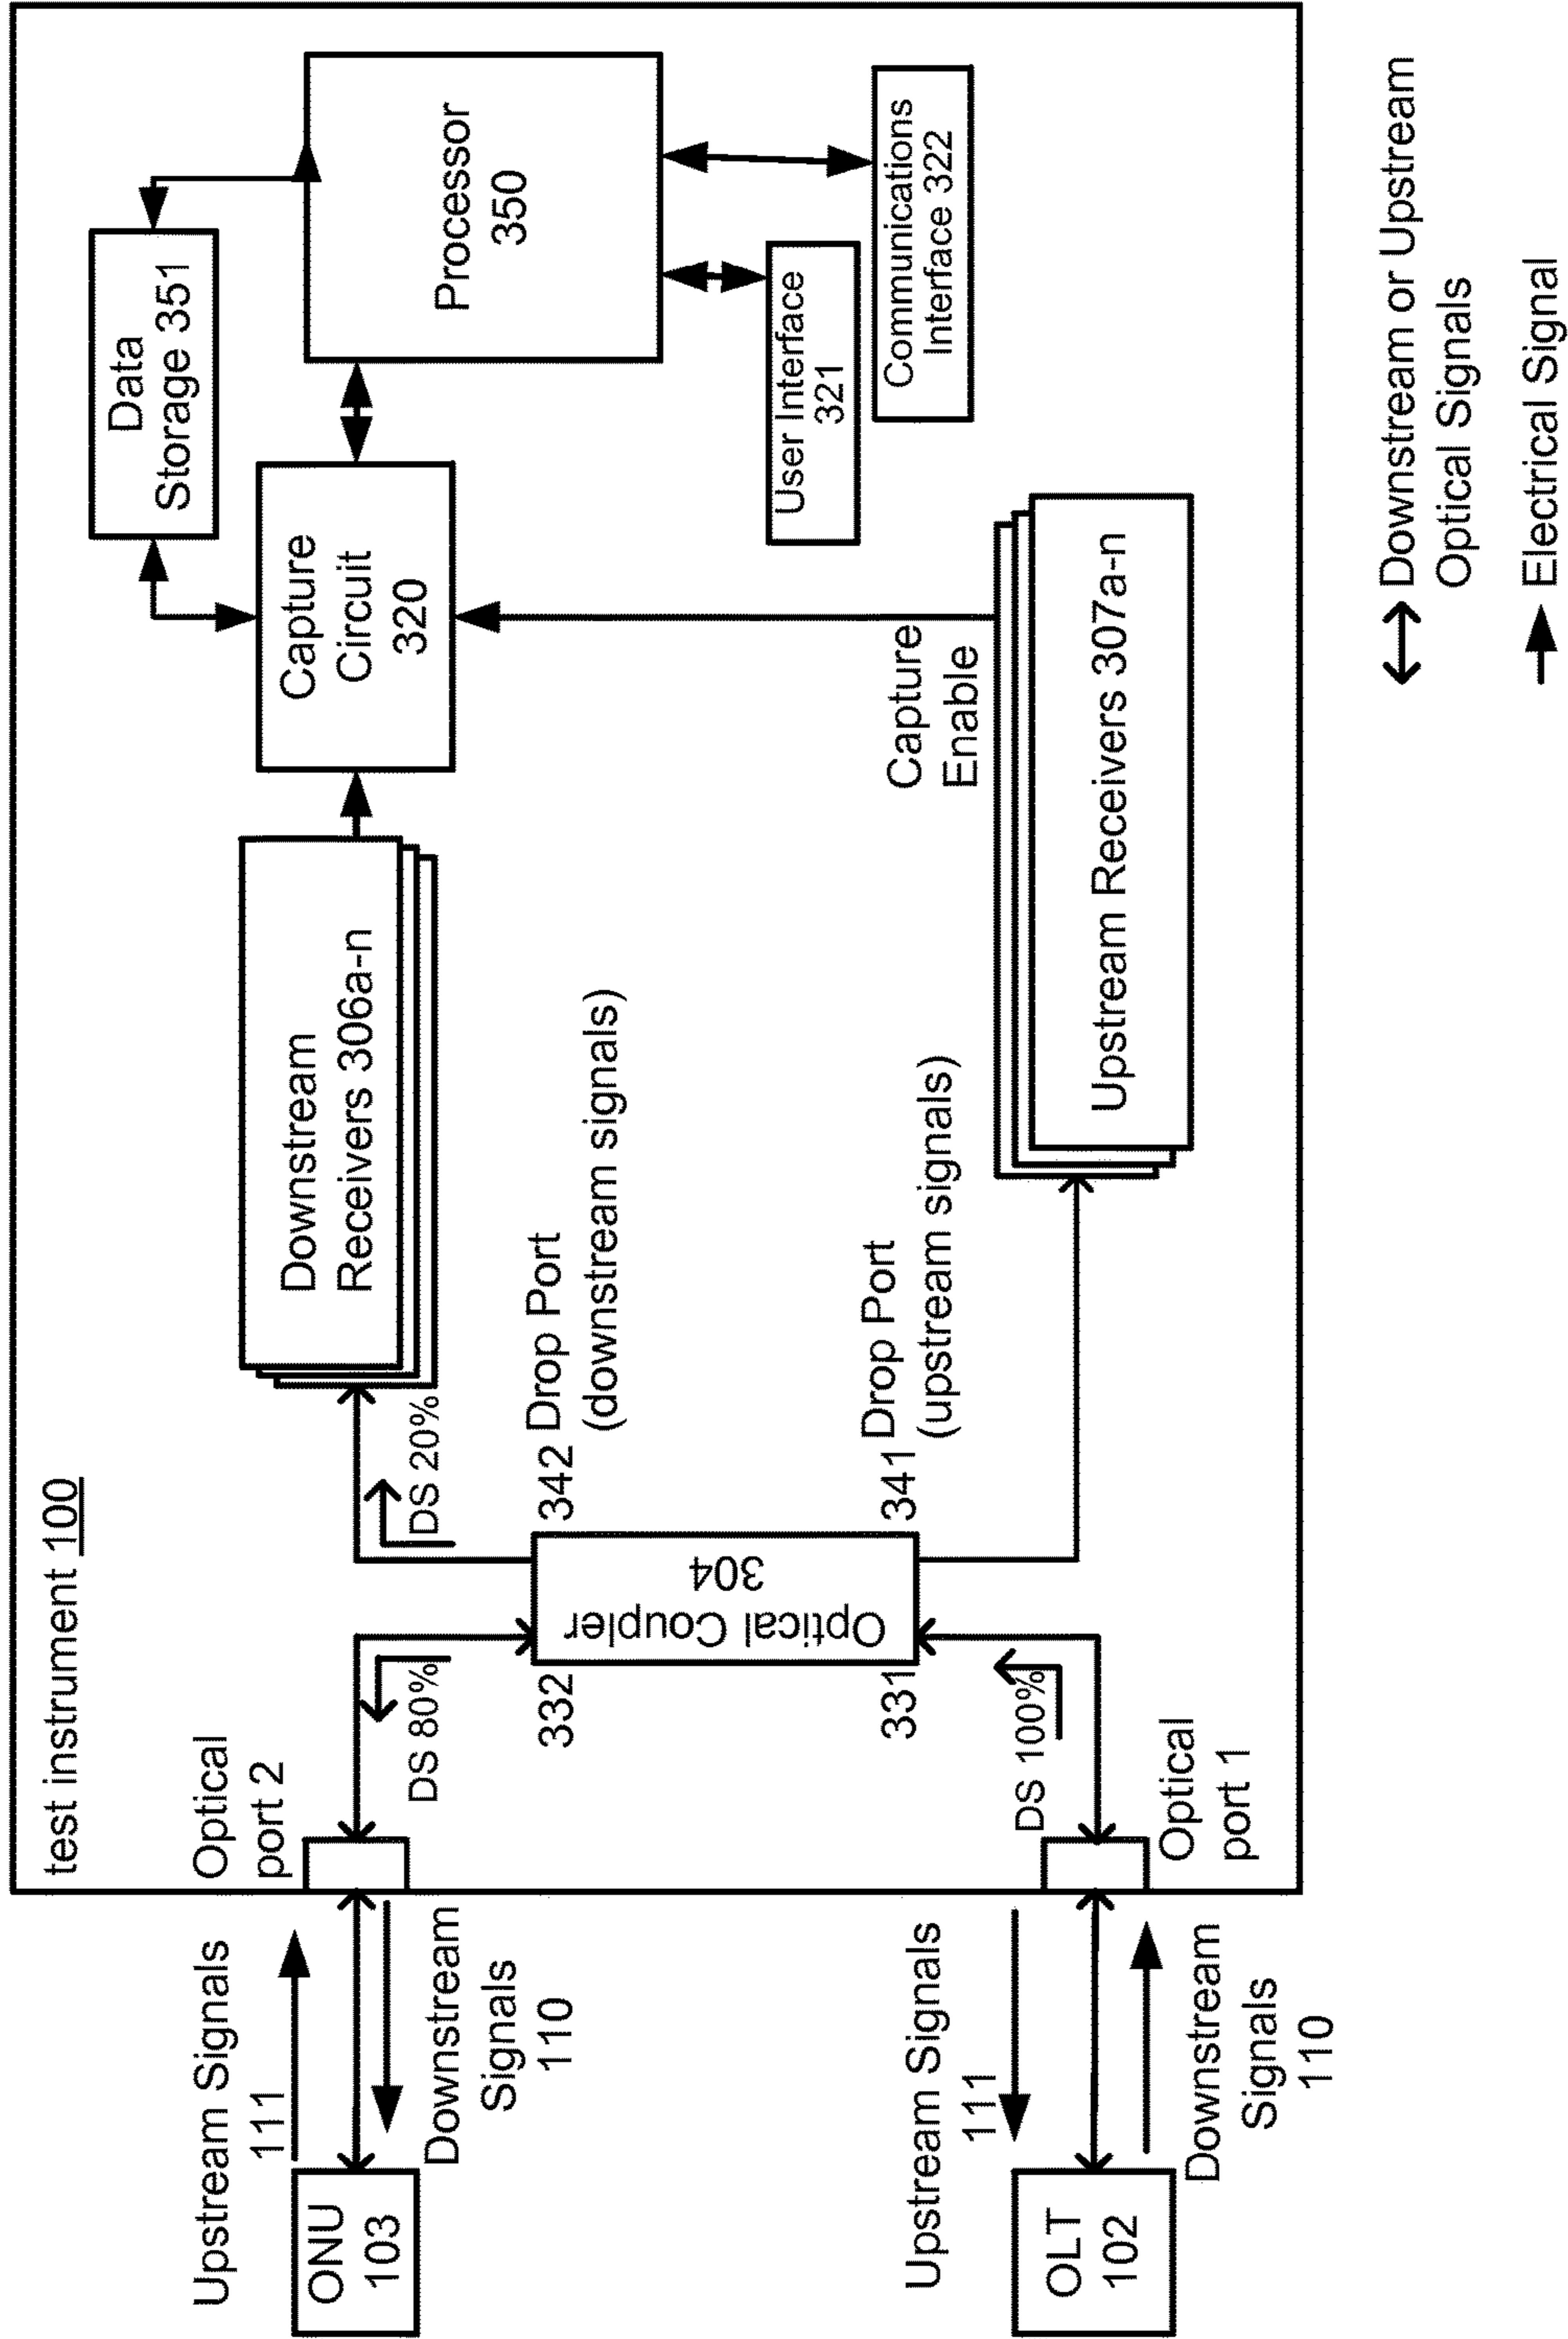 test instrument 100
Upstream Signals
111
ONU
103
Downstream
Signals
110
Optical
port 2
DS 80%
332
DS 20%
342 Drop Port
(downstream signals)
Optical Coupler
304
331
341 Drop Port
(upstream signals)
DS 100%
Optical
port 1
Upstream Signals
111
OLT
102
Downstream
Signals
110
Downstream
Receivers 306a-n
Capture
Circuit
320
Data
Storage 351
Processor
350
User Interface
321
Communications
Interface 322
Capture
Enable
Upstream Receivers 307a-n
Downstream or Upstream
Optical Signals
Electrical Signal